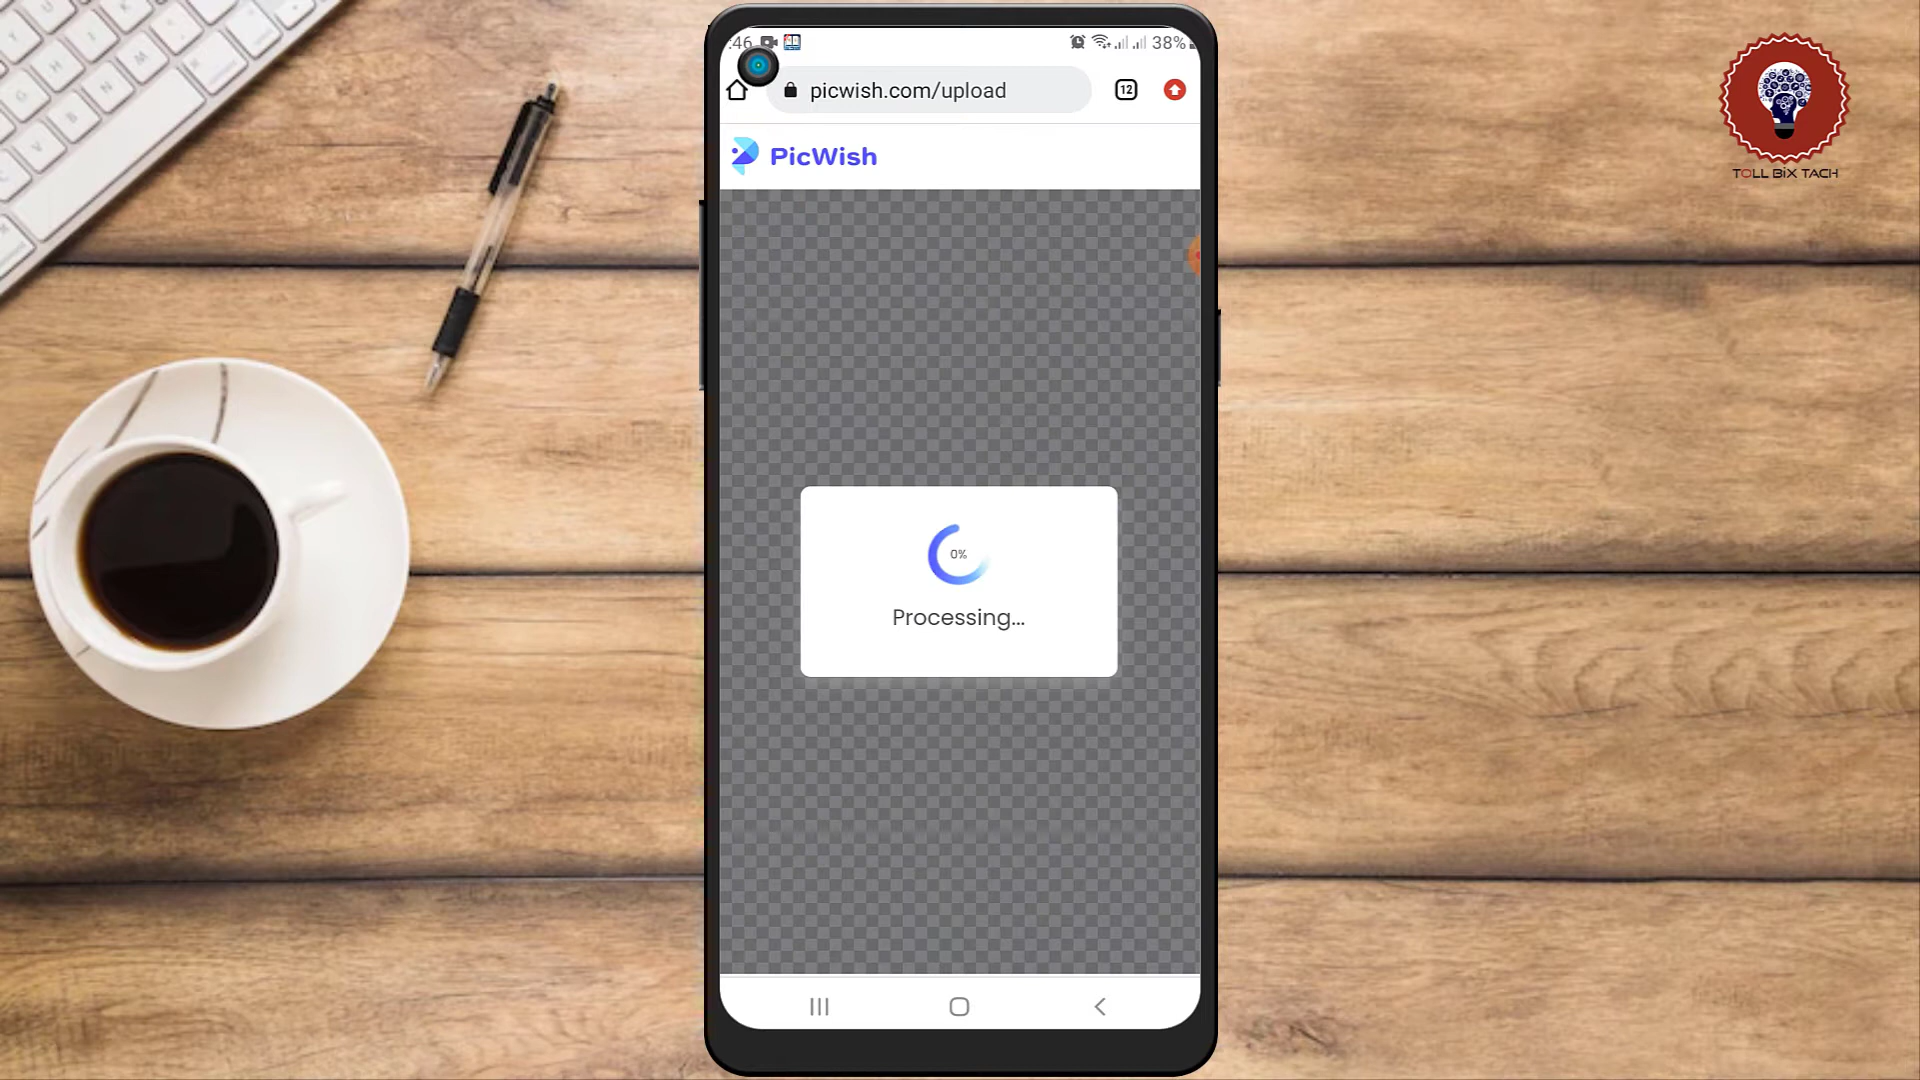 :46
38%
picwish.com/upload
12
PicWish
0%
Processing...
TOLL BiX TACH